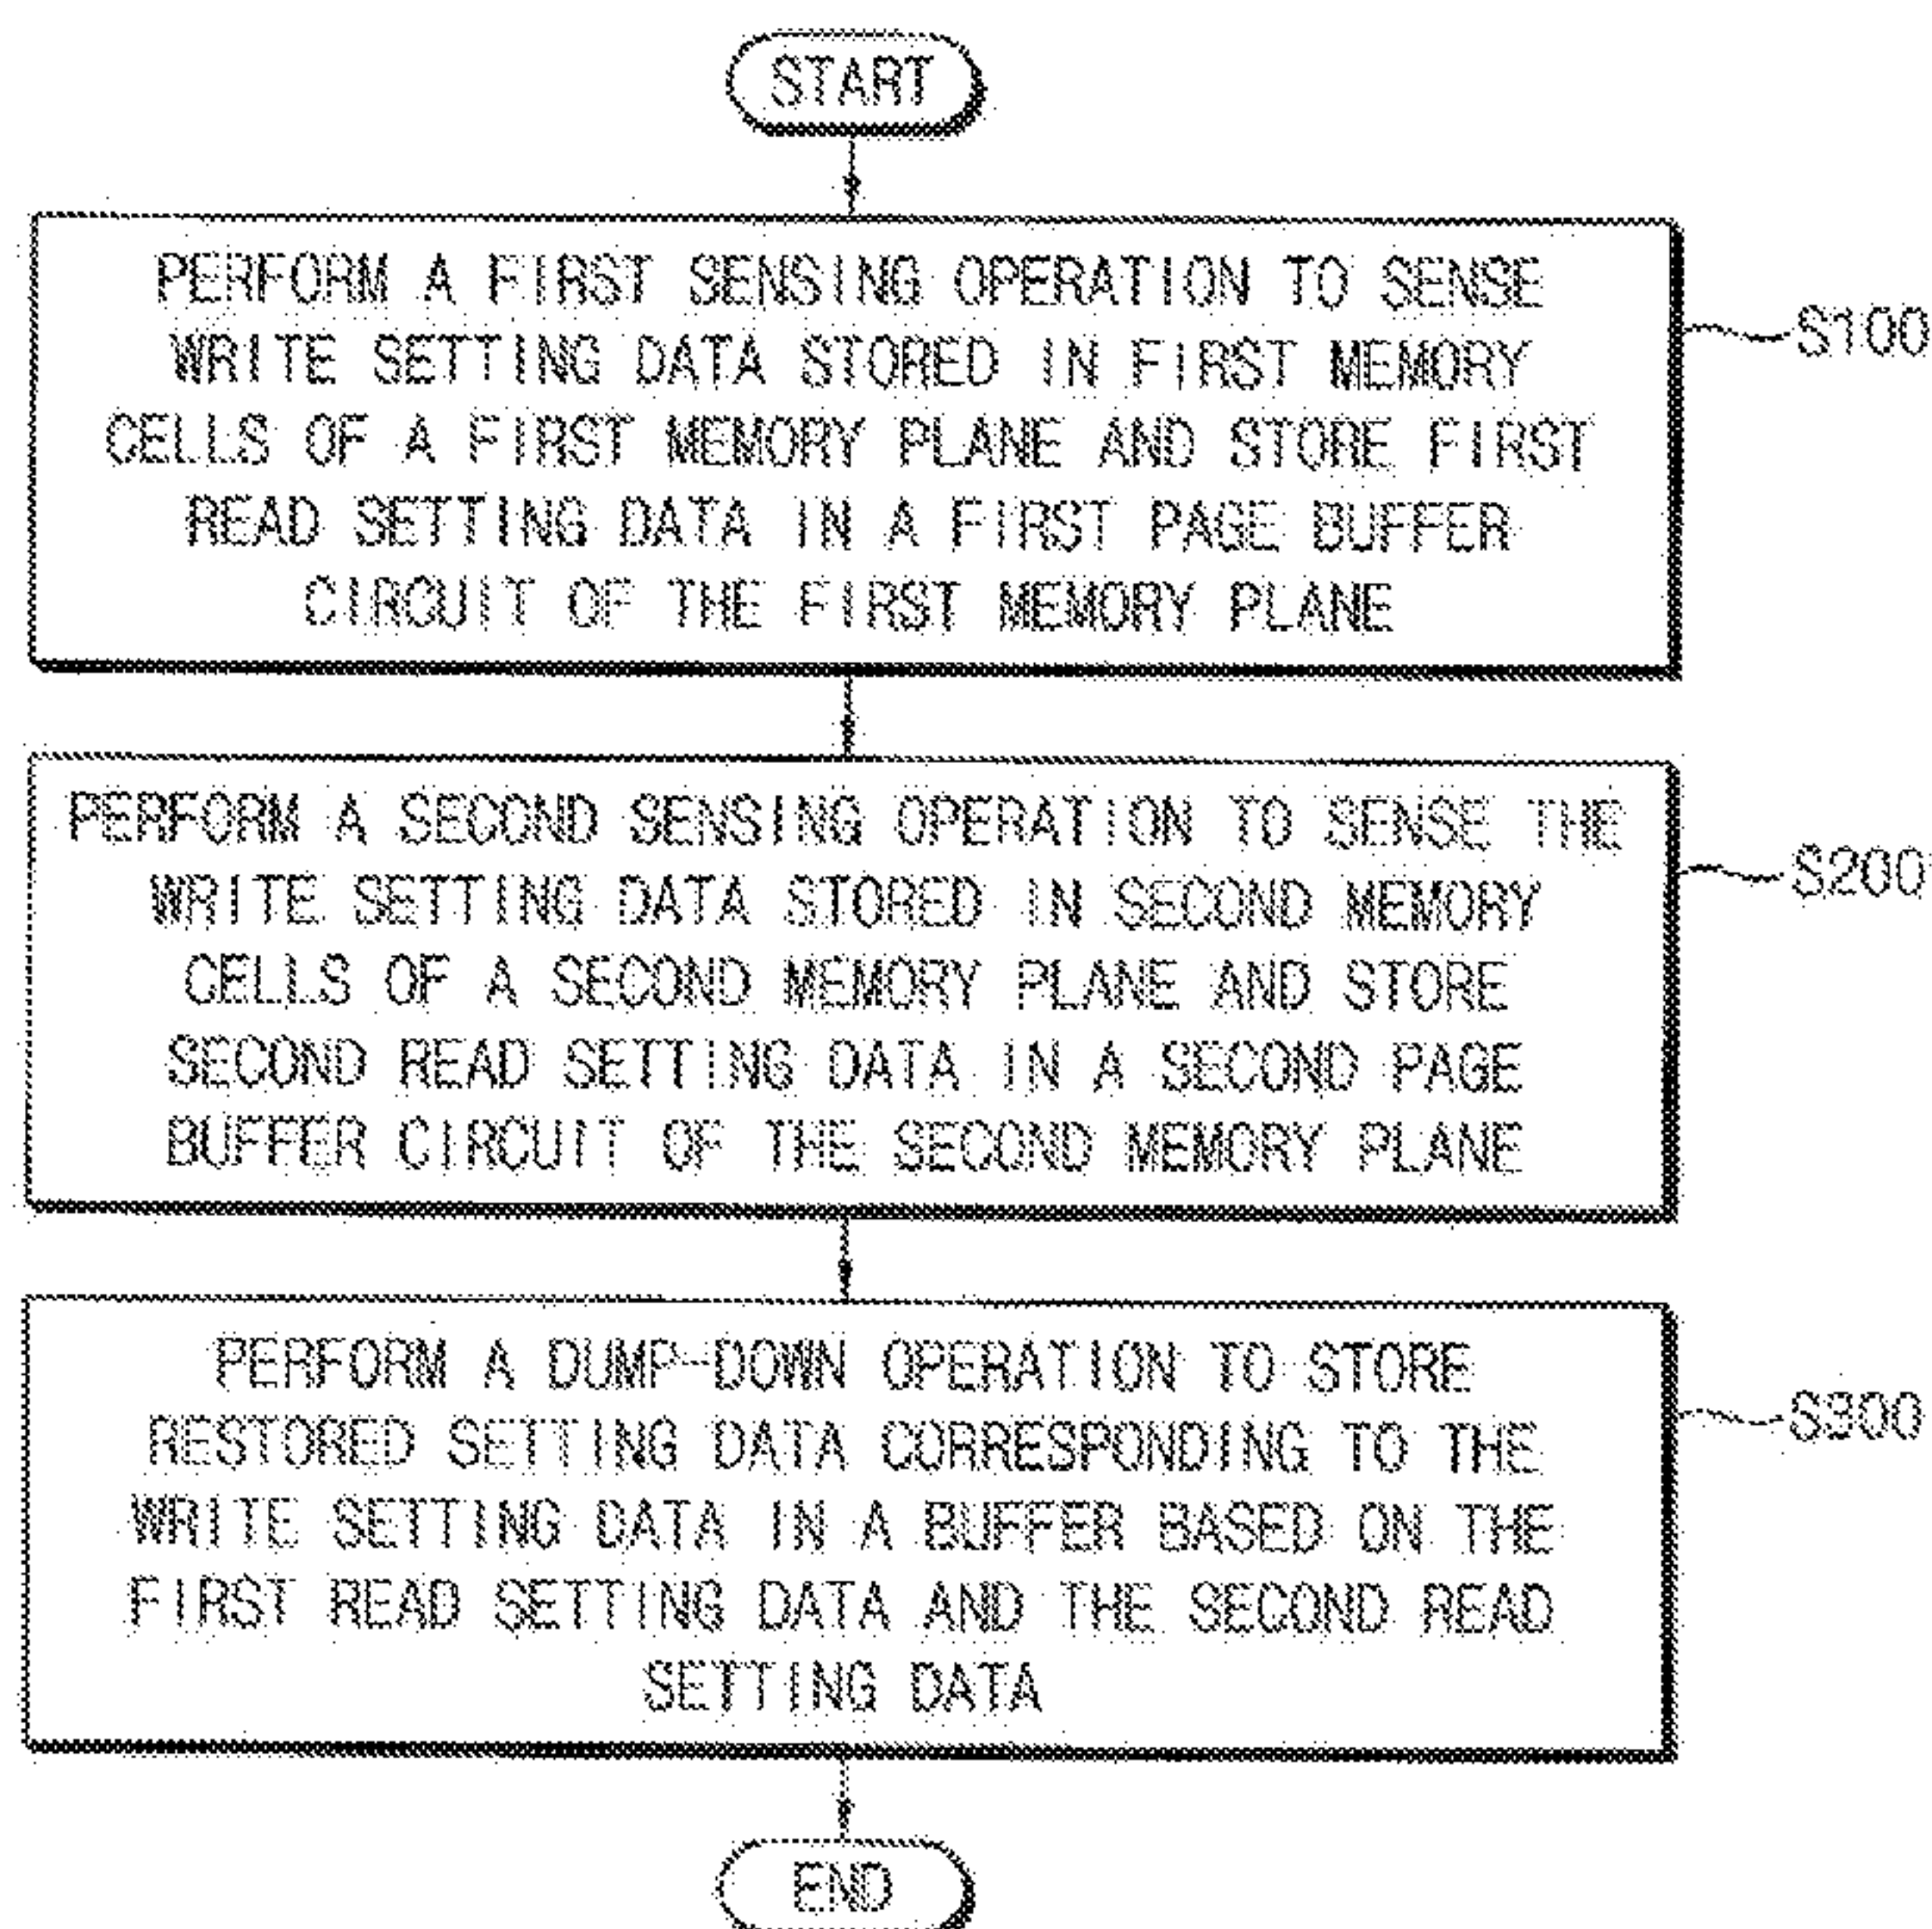 START
PERFORM A FIRST SENSING OPERATION TO SENSE
WRITE SETTING DATA STORED IN FIRST MEMORY
CELLS OF A FIRST MEMORY PLANE AND STORE FIRST
READ SETTING DATA IN A FIRST PAGE BUFFER
CIRCUIT OF THE FIRST MEMORY PLANE
S100
PERFORM A SECOND SENSING OPERATION TO SENSE THE
WRITE SETTING DATA STORED IN SECOND MEMORY
CELLS OF A SECOND MEMORY PLANE AND STORE
SECOND READ SETTING DATA IN A SECOND PAGE
BUFFER CIRCUIT OF THE SECOND MEMORY PLANE
S200
PERFORM A DUMP-DOWN OPERATION TO STORE
RESTORED SETTING DATA CORRESPONDING TO THE
WRITE SETTING DATA IN A BUFFER BASED ON THE
FIRST READ SETTING DATA AND THE SECOND READ
SETTING DATA
S300
END